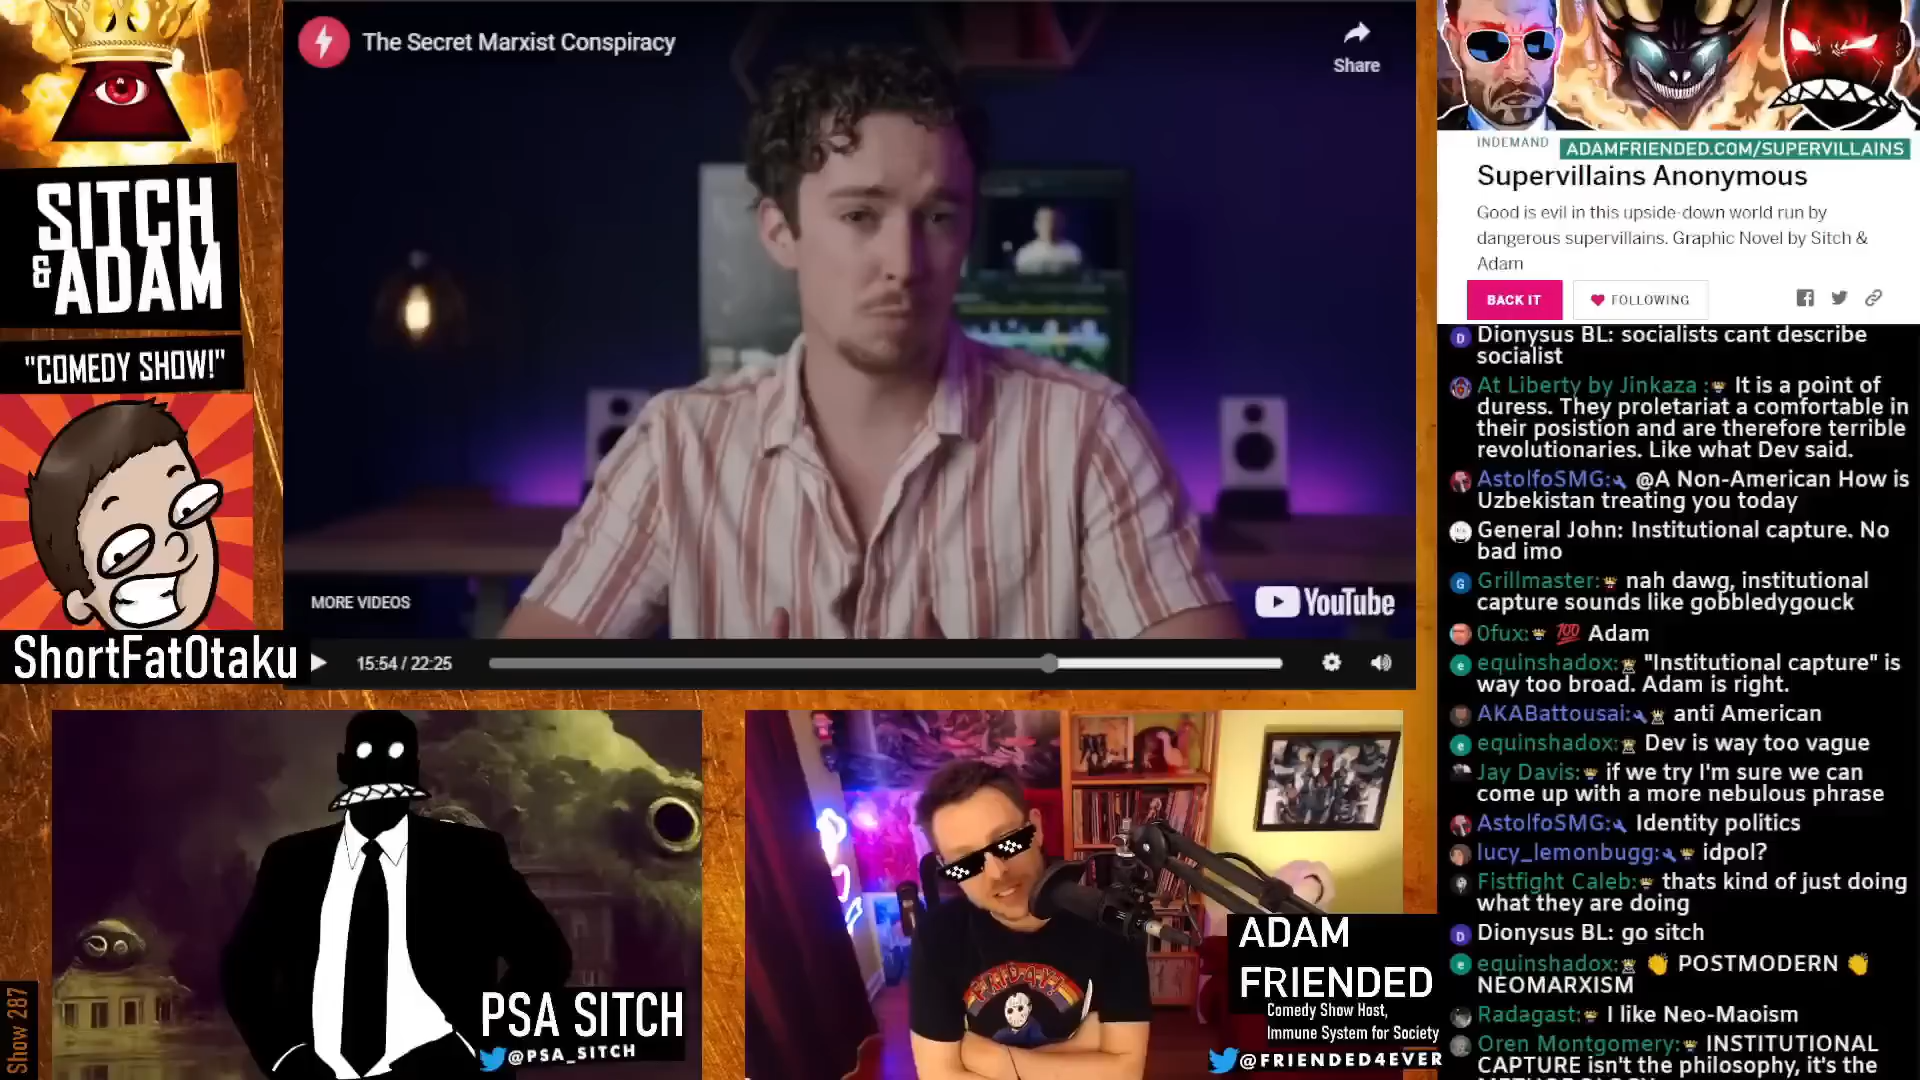 The Secret Marxist Conspiracy
Share
SITCH
& ADAM
"COMEDY SHOW!"
ShortFatOtaku
MORE VIDEOS
YouTube
15:54 / 22:25
INDEMAND
ADAMFRIENDED.COM/SUPERVILLAINS
Supervillains Anonymous
Good is evil in this upside-down world run by
dangerous supervillains. Graphic Novel by Sitch &
Adam
BACK IT
FOLLOWING
Dionysus BL: socialists cant describe
socialist
At Liberty by Jinkaza : It is a point of
duress. They proletariat a comfortable in
their posistion and are therefore terrible
revolutionaries. Like what Dev said.
AstolfoSMG: @A Non-American How is
Uzbekistan treating you today
General John: Institutional capture. No
bad imo
Grillmaster: nah dawg, institutional
capture sounds like gobbledygouck
0fux: 💯 Adam
equinshadox: "Institutional capture" is
way too broad. Adam is right.
AKABattousai: anti American
equinshadox: Dev is way too vague
Jay Davis: if we try I'm sure we can
come up with a more nebulous phrase
AstolfoSMG: Identity politics
lucy_lemonbugg: idpol?
Fistfight Caleb: thats kind of just doing
what they are doing
Dionysus BL: go sitch
equinshadox: 👏 POSTMODERN 👏
NEOMARXISM
Radagast: I like Neo-Maoism
Oren Montgomery: INSTITUTIONAL
CAPTURE isn't the philosophy, it's the
Show 287
PSA SITCH
@PSA_SITCH
FRIDAY!
ADAM
FRIENDED
Comedy Show Host,
Immune System for Society
@FRIENDED4EVER